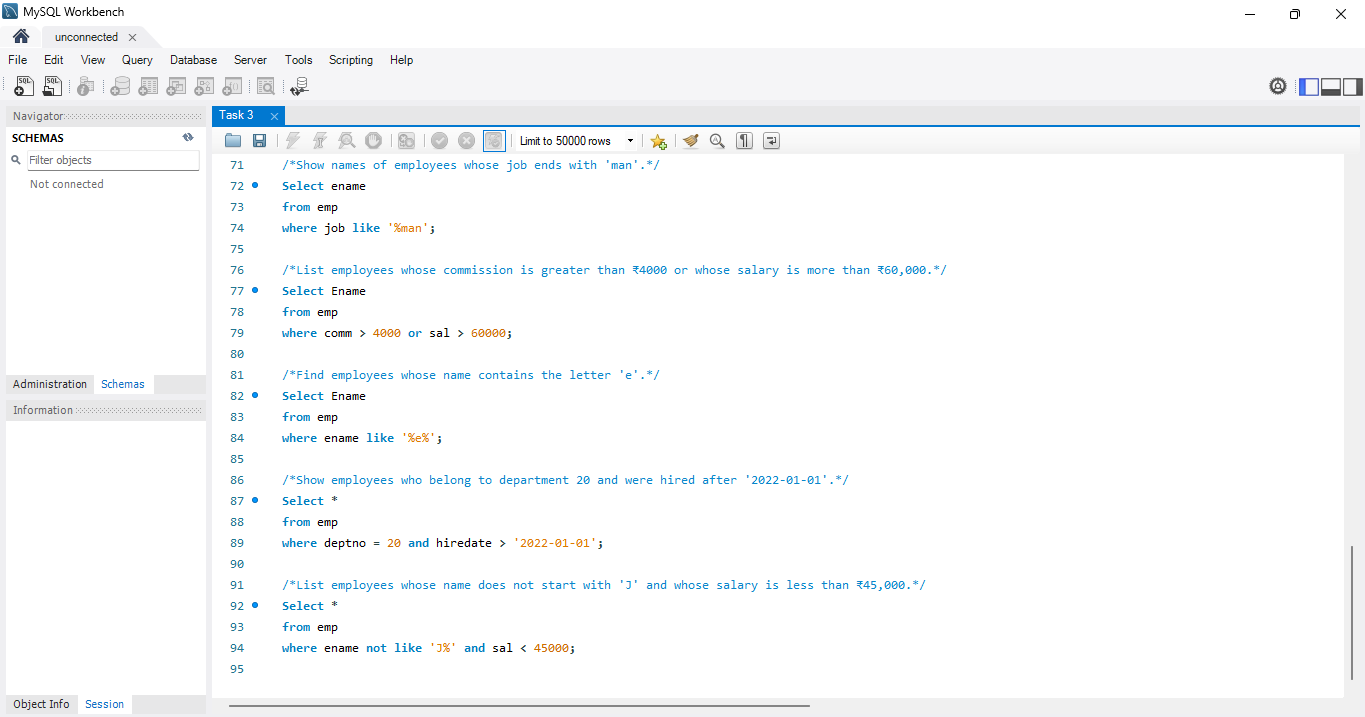 MySQL Workbench
unconnected
File Edit View Query Database Server Tools Scripting Help
Navigator
SCHEMAS
Filter objects
Not connected
Administration Schemas
Information
Object Info Session
Task 3
Limit to 50000 rows
71 /*Show names of employees whose job ends with 'man'.*/
72 Select ename
73 from emp
74 where job like '%man';
75
76 /*List employees whose commission is greater than ₹4000 or whose salary is more than ₹60,000.*/
77 Select Ename
78 from emp
79 where comm > 4000 or sal > 60000;
80
81 /*Find employees whose name contains the letter 'e'.*/
82 Select Ename
83 from emp
84 where ename like '%e%';
85
86 /*Show employees who belong to department 20 and were hired after '2022-01-01'.*/
87 Select *
88 from emp
89 where deptno = 20 and hiredate > '2022-01-01';
90
91 /*List employees whose name does not start with 'J' and whose salary is less than ₹45,000.*/
92 Select *
93 from emp
94 where ename not like 'J%' and sal < 45000;
95